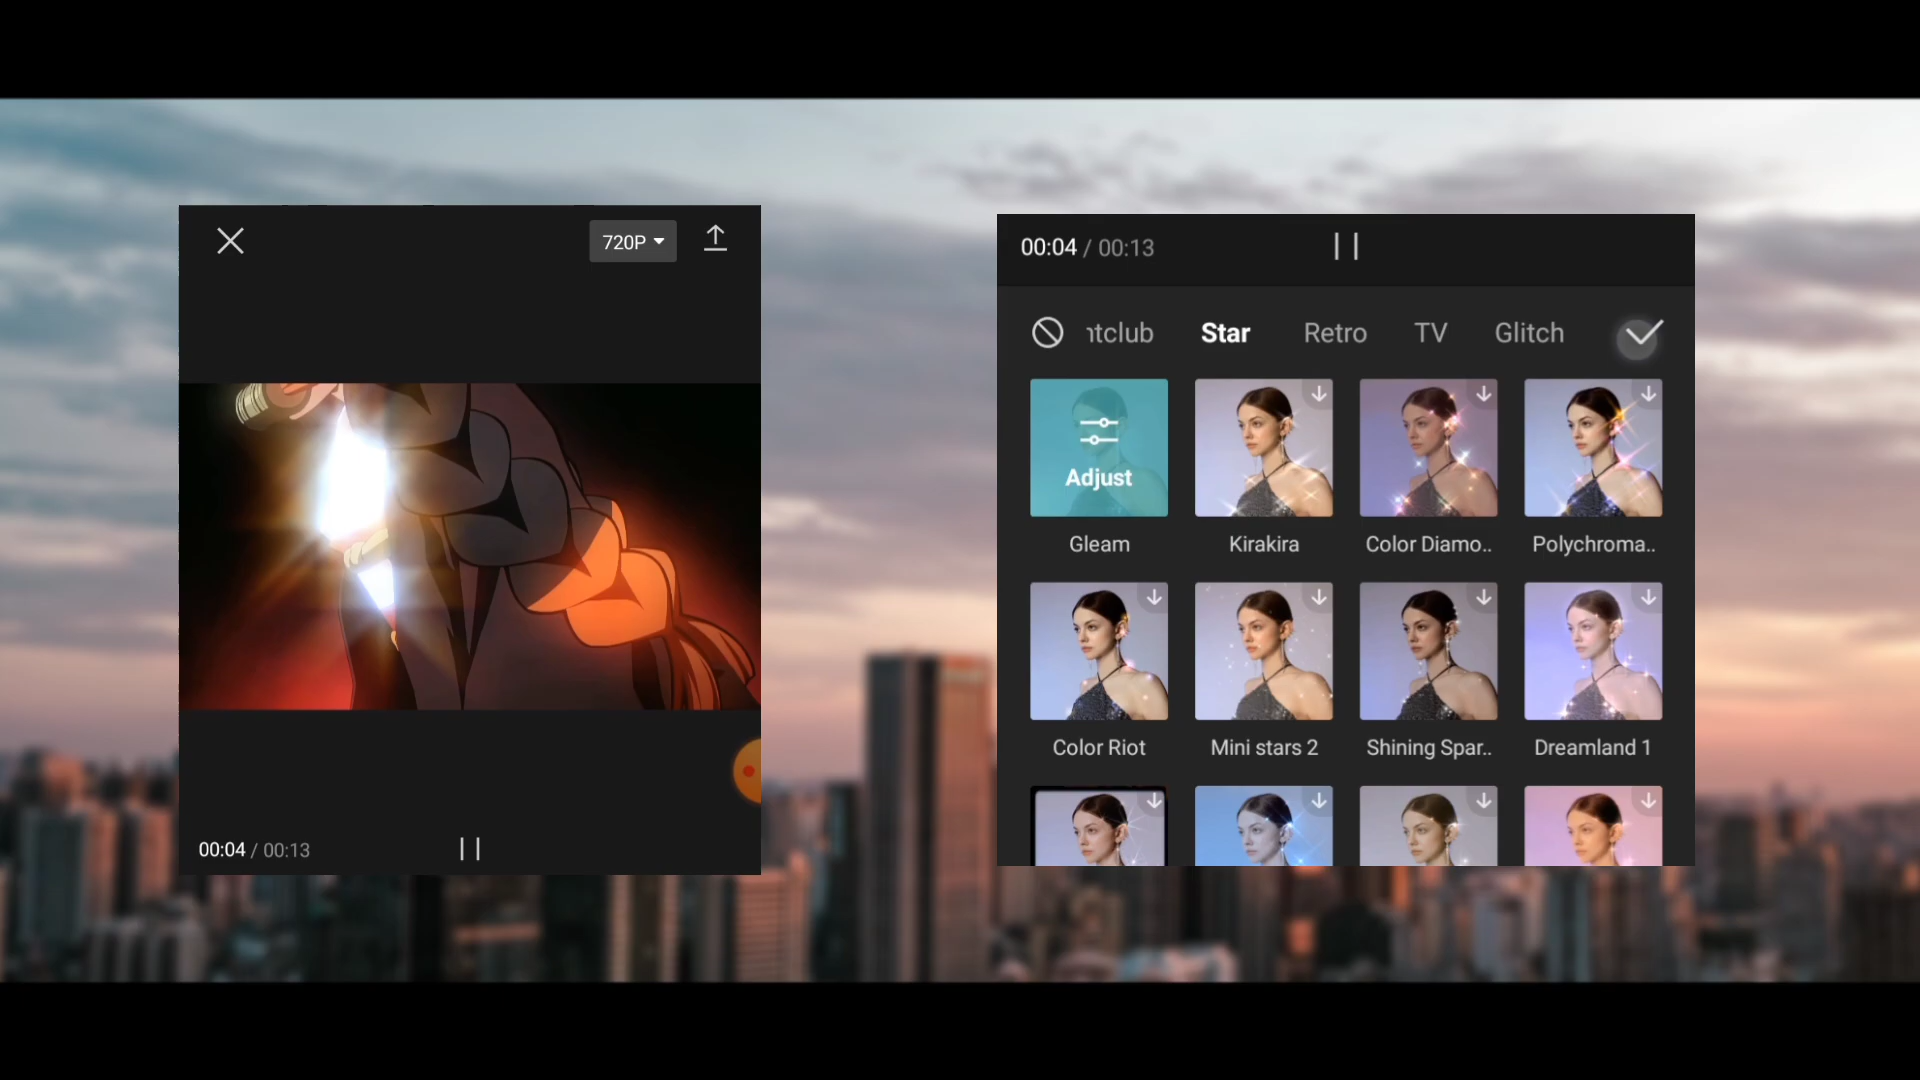 720P
00:04 / 00:13
00:04 / 00:13
ntclub Star Retro TV Glitch
Adjust
Gleam Kirakira Color Diamo.. Polychroma..
Color Riot Mini stars 2 Shining Spar.. Dreamland 1